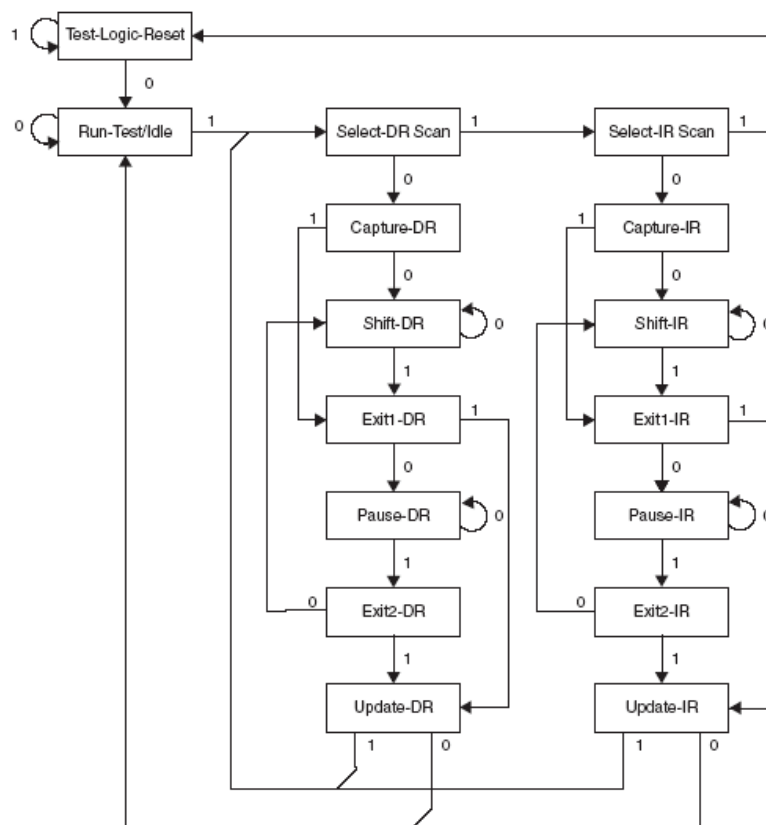 1
Test-Logic-Reset
0
0
Run-Test/Idle
1
Select-DR Scan
1
Select-IR Scan
1
0
0
1
Capture-DR
1
Capture-IR
0
0
Shift-DR
0
Shift-IR
0
1
1
Exit1-DR
1
Exit1-IR
1
0
0
Pause-DR
0
Pause-IR
0
1
1
0
Exit2-DR
0
Exit2-IR
1
1
Update-DR
Update-IR
1
0
1
0